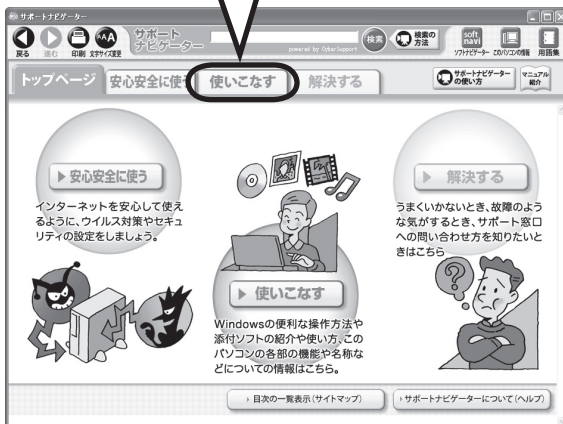 サポートナビゲーター
戻る 進む 印刷 文字サイズ変更 サポート ナビゲーター powered by CyberSupport 検索 検索の方法 soft navi ソフトナビゲーター このパソコンの情報 用語集
トップページ 安心安全に使う 使いこなす 解決する サポートナビゲーターの使い方 マニュアル紹介
安心安全に使う
インターネットを安心して使え
るように、ウイルス対策やセキュ
リティの設定をしましょう。
使いこなす
Windowsの便利な操作方法や
添付ソフトの紹介や使い方、この
パソコンの各部の機能や名称な
どについての情報はこちら。
解決する
うまくいかないとき、故障のよう
な気がするとき、サポート窓口
への問い合わせ方を知りたいと
きはこちら
目次の一覧表示(サイトマップ) サポートナビゲーターについて(ヘルプ)